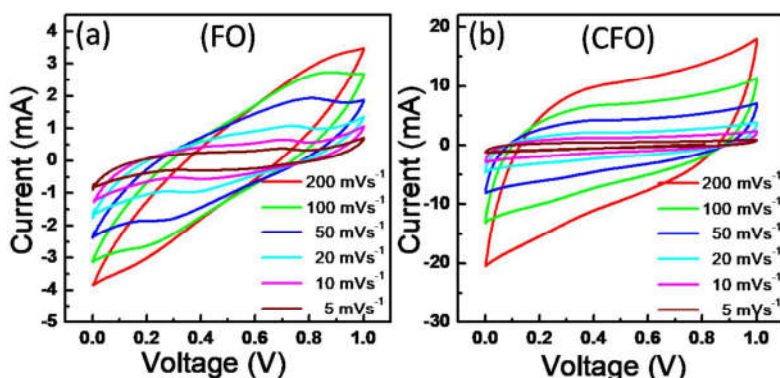 (a) (FO)
Current (mA)
4
3
2
1
0
-1
-2
-3
-4
-5
200 mVs⁻¹
100 mVs⁻¹
50 mVs⁻¹
20 mVs⁻¹
10 mVs⁻¹
5 mVs⁻¹
0.0 0.2 0.4 0.6 0.8 1.0
Voltage (V)
(b) (CFO)
Current (mA)
20
10
0
-10
-20
-30
200 mVs⁻¹
100 mVs⁻¹
50 mVs⁻¹
20 mVs⁻¹
10 mVs⁻¹
5 mVs⁻¹
0.0 0.2 0.4 0.6 0.8 1.0
Voltage (V)